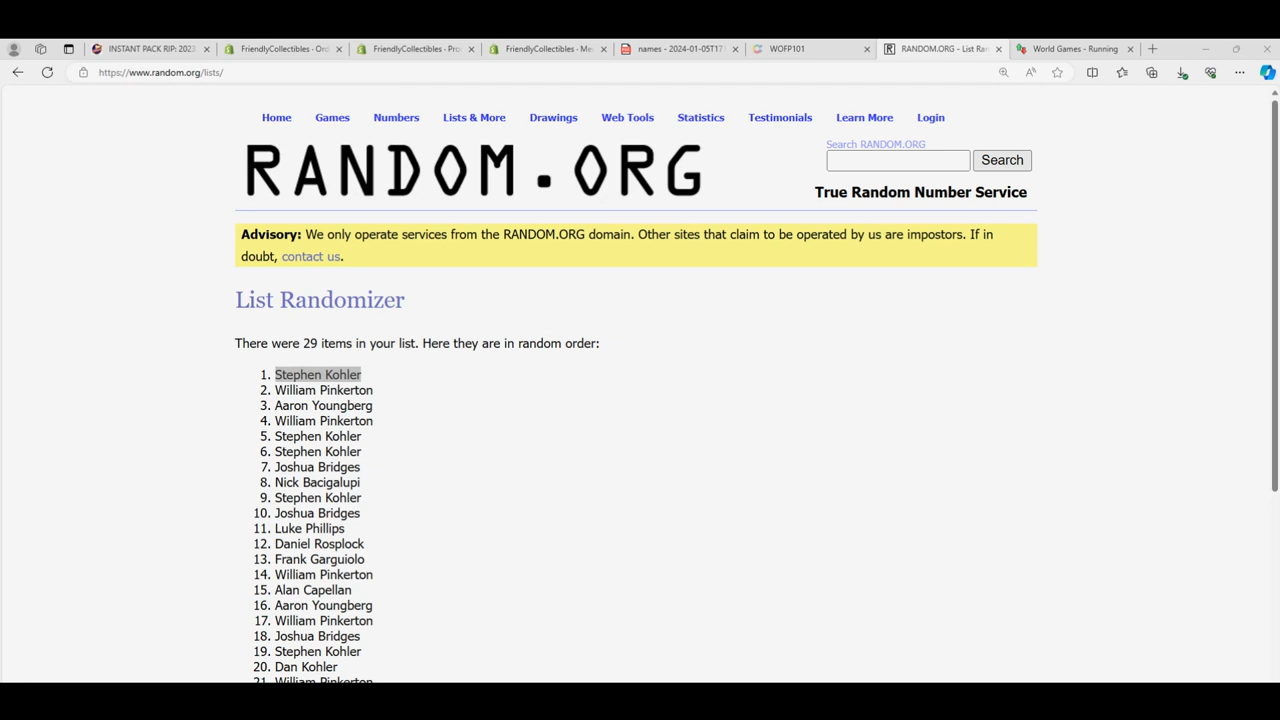 INSTANT PACK RIP: 2023
FriendlyCollectibles · Ord
FriendlyCollectibles · Pro
FriendlyCollectibles · Me
names - 2024-01-05T17
WOFP101
RANDOM.ORG - List Ran
World Games - Running
https://www.random.org/lists/
Home Games Numbers Lists & More Drawings Web Tools Statistics Testimonials Learn More Login
RANDOM.ORG
Search RANDOM.ORG
Search
True Random Number Service
Advisory: We only operate services from the RANDOM.ORG domain. Other sites that claim to be operated by us are impostors. If in
doubt, contact us.
List Randomizer
There were 29 items in your list. Here they are in random order:
1. Stephen Kohler
2. William Pinkerton
3. Aaron Youngberg
4. William Pinkerton
5. Stephen Kohler
6. Stephen Kohler
7. Joshua Bridges
8. Nick Bacigalupi
9. Stephen Kohler
10. Joshua Bridges
11. Luke Phillips
12. Daniel Rosplock
13. Frank Garguiolo
14. William Pinkerton
15. Alan Capellan
16. Aaron Youngberg
17. William Pinkerton
18. Joshua Bridges
19. Stephen Kohler
20. Dan Kohler
21. William Pinkerton